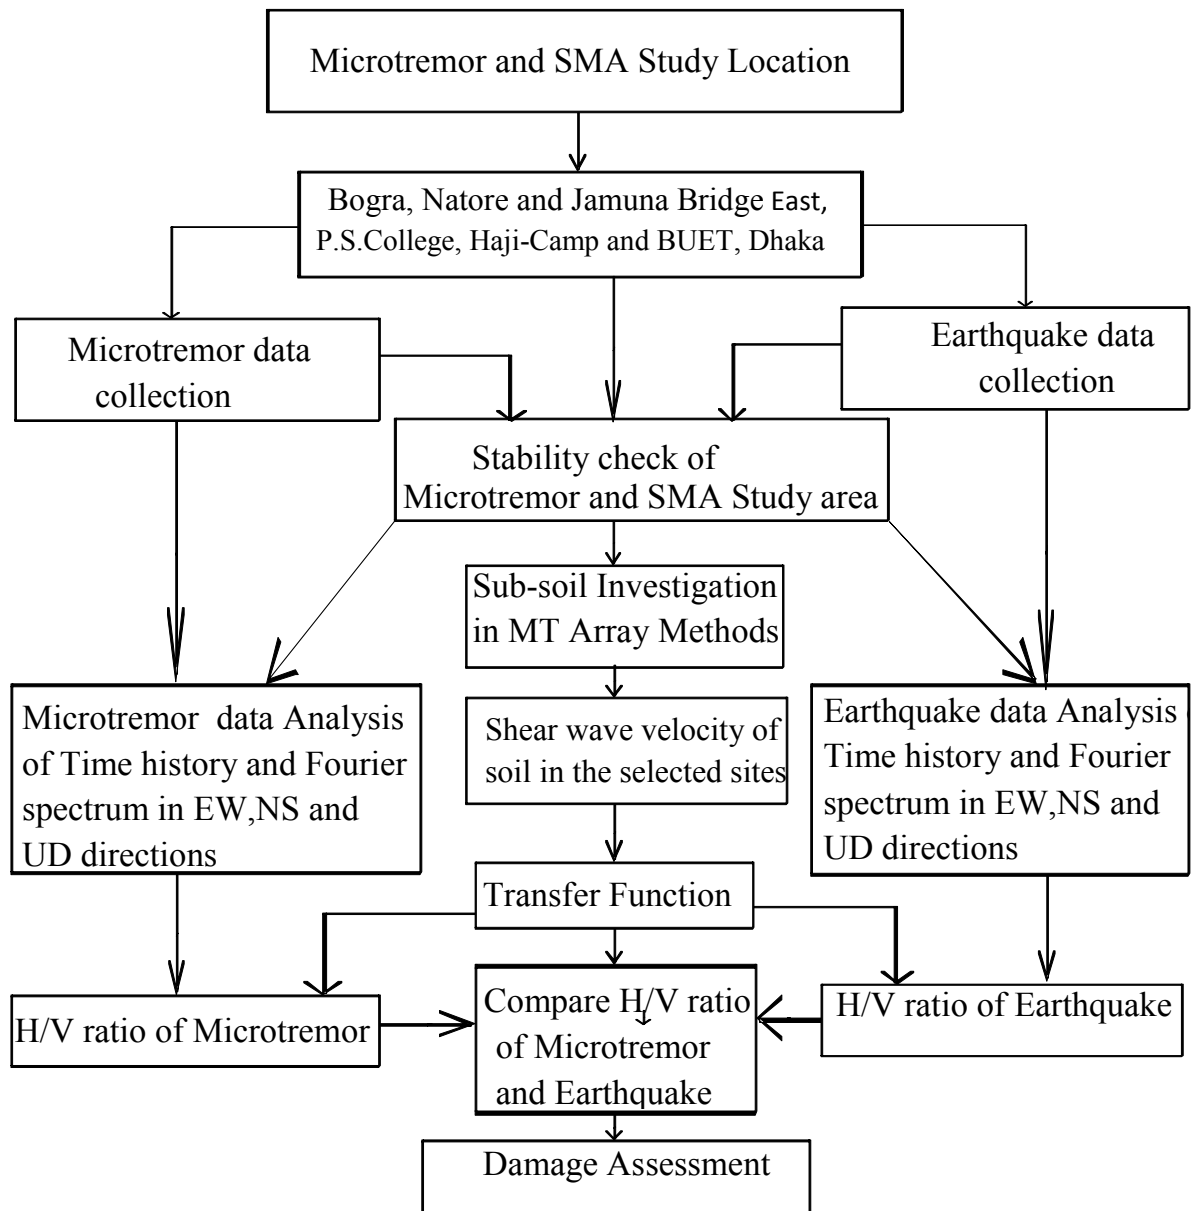 Microtremor and SMA Study Location
Bogra, Natore and Jamuna Bridge East,
P.S.College, Haji-Camp and BUET, Dhaka
Microtremor data
collection
Earthquake data
collection
Stability check of
Microtremor and SMA Study area
Sub-soil Investigation
in MT Array Methods
Microtremor data Analysis
of Time history and Fourier
spectrum in EW,NS and
UD directions
Shear wave velocity of
soil in the selected sites
Earthquake data Analysis
Time history and Fourier
spectrum in EW,NS and
UD directions
Transfer Function
H/V ratio of Microtremor
Compare H/V ratio
of Microtremor
and Earthquake
H/V ratio of Earthquake
Damage Assessment